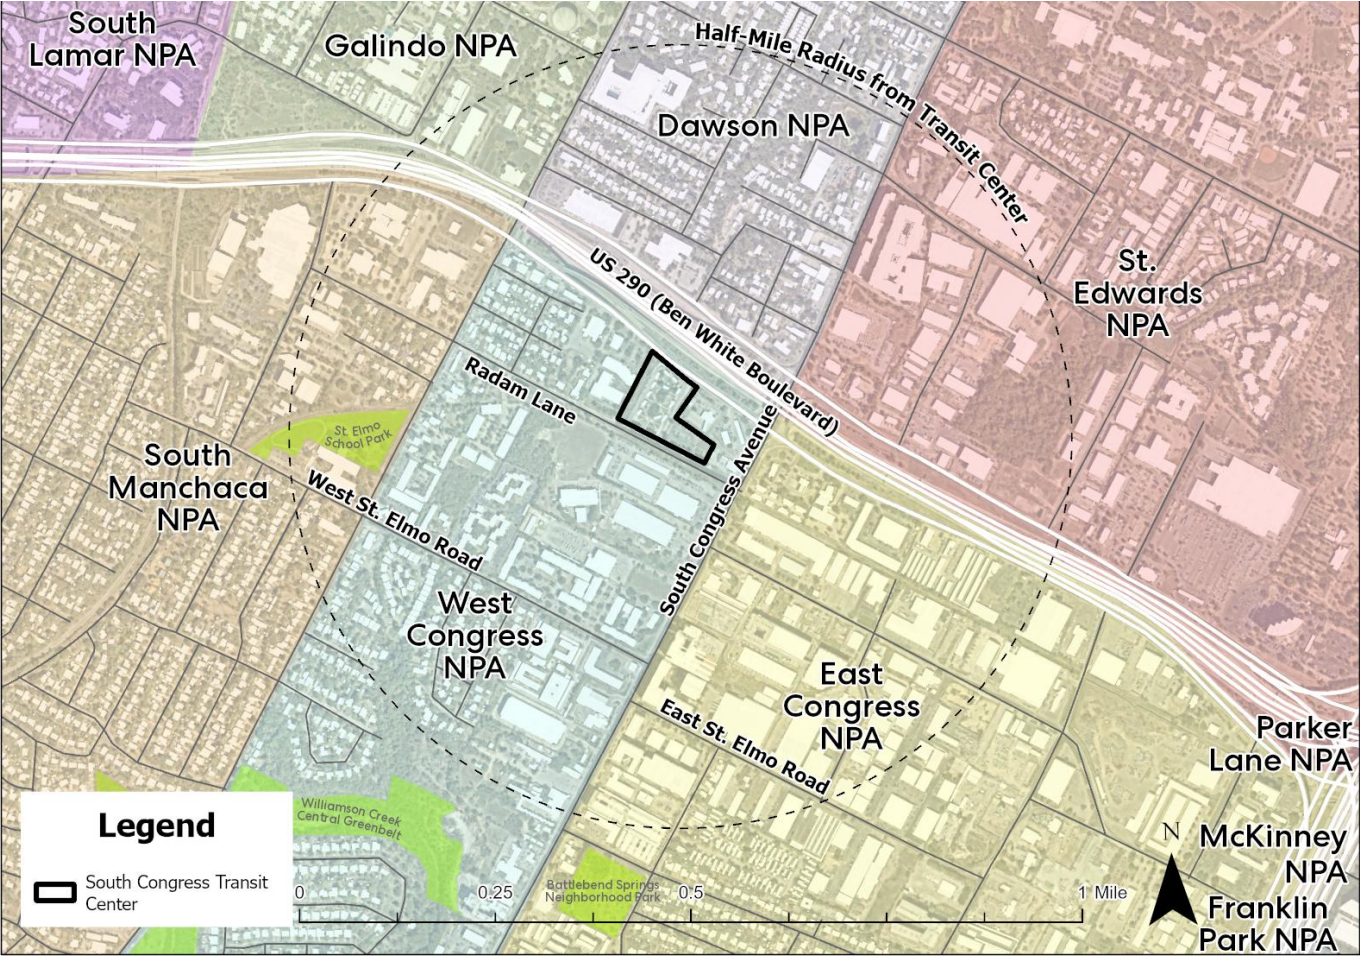 South
Lamar NPA
Galindo NPA
Half-Mile Radius from Transit Center
Dawson NPA
US 290 (Ben White Boulevard)
St.
Edwards
NPA
Radam Lane
St. Elmo
School Park
South
Manchaca
NPA
West St. Elmo Road
South Congress Avenue
West
Congress
NPA
East
Congress
NPA
East St. Elmo Road
Parker
Lane NPA
Williamson Creek
Central Greenbelt
Legend
South Congress Transit
Center
Battlebend Springs
Neighborhood Park
0 0.25 0.5 1 Mile
N
McKinney
NPA
Franklin
Park NPA